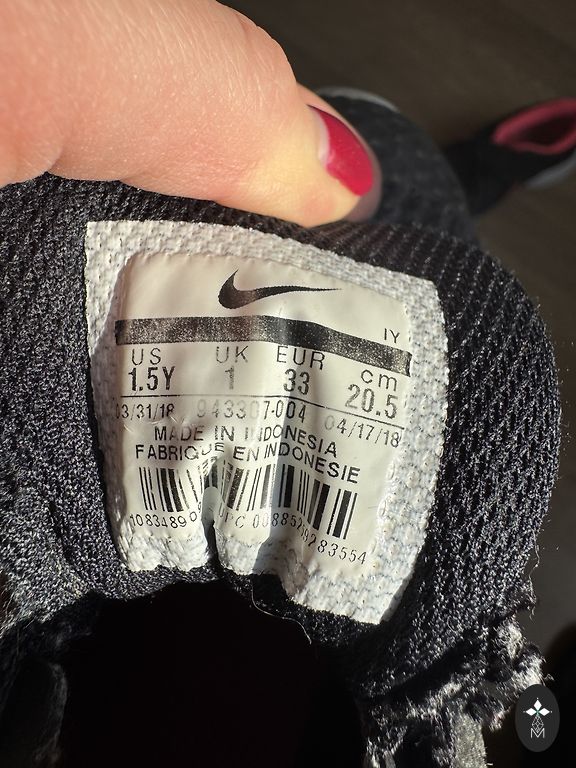 IY
US UK EUR cm
1.5Y 1 33 20.5
03/31/18 943307-004 04/17/18
MADE IN INDONESIA
FABRIQUE EN INDONESIE
M